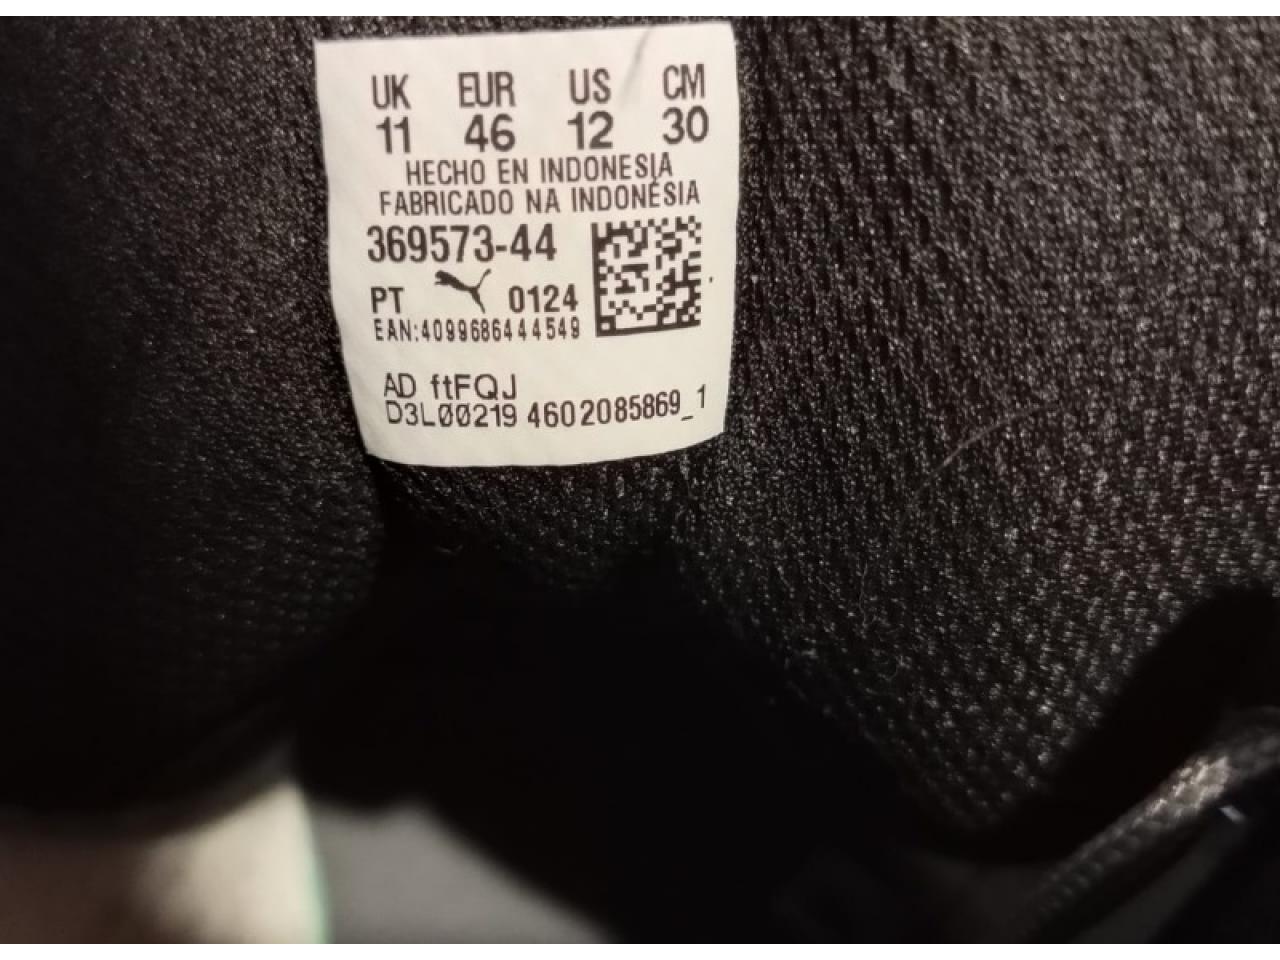 UK EUR US CM
11 46 12 30
HECHO EN INDONESIA
FABRICADO NA INDONÉSIA
369573-44
PT 0124
EAN:4099686444549
AD ftFQJ
D3L00219 4602085869_1